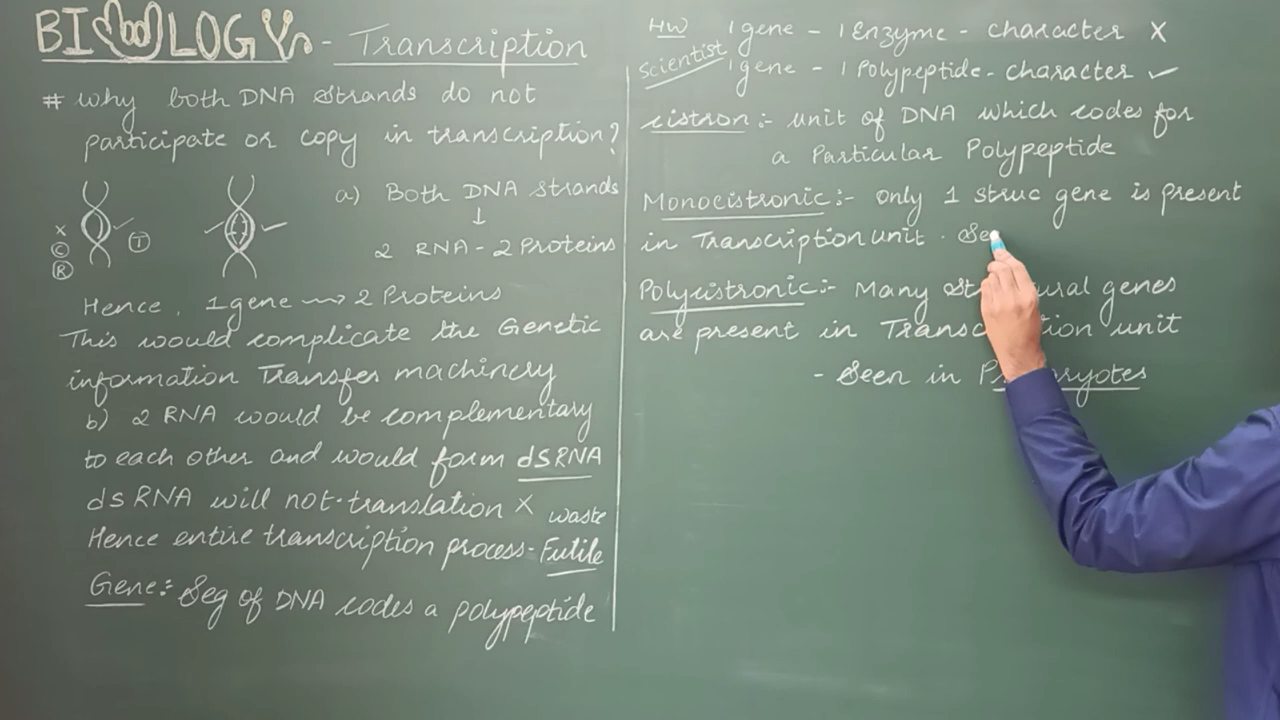 BIOLOGY - Transcription
# why both DNA strands do not
participate or copy in transcription?
a) Both DNA strands
↓
2 RNA - 2 Proteins
x
C
R
T
Hence, 1 gene ⟿ 2 Proteins
This would complicate the Genetic
information Transfer machinery
b) 2 RNA would be complementary
to each other and would form dsRNA
dsRNA will not translation x waste
Hence entire transcription process - Futile
Gene:- Seg of DNA codes a polypeptide
HW 1 gene - 1 Enzyme - character x
Scientist 1 gene - 1 Polypeptide - character ✓
cistron:- unit of DNA which codes for
a Particular Polypeptide
Monocistronic:- only 1 struc gene is present
in Transcription unit. Se
Polycistronic:- Many genes
are present in unit
- Seen in